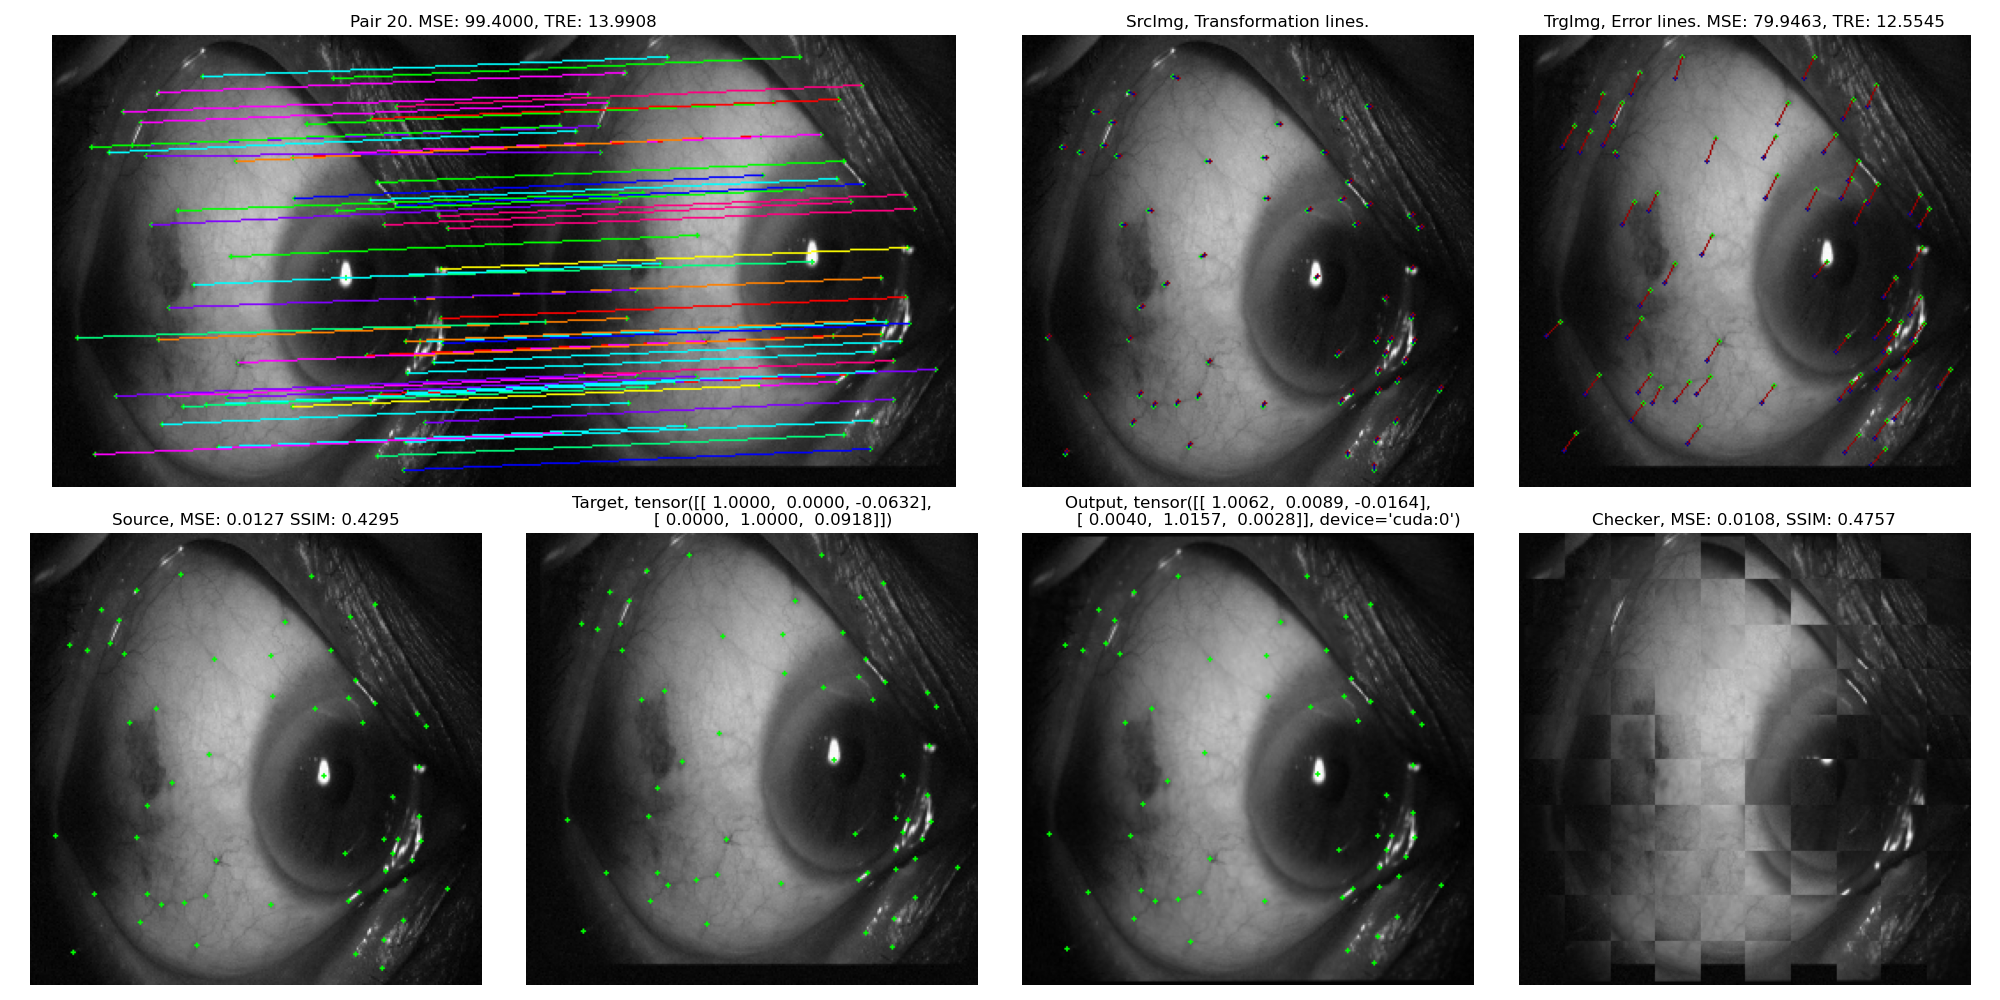 Pair 20. MSE: 99.4000, TRE: 13.9908
SrcImg, Transformation lines.
TrgImg, Error lines. MSE: 79.9463, TRE: 12.5545
Source, MSE: 0.0127 SSIM: 0.4295
Target, tensor([[ 1.0000,  0.0000, -0.0632],
[ 0.0000,  1.0000,  0.0918]])
Output, tensor([[ 1.0062,  0.0089, -0.0164],
[ 0.0040,  1.0157,  0.0028]], device='cuda:0')
Checker, MSE: 0.0108, SSIM: 0.4757